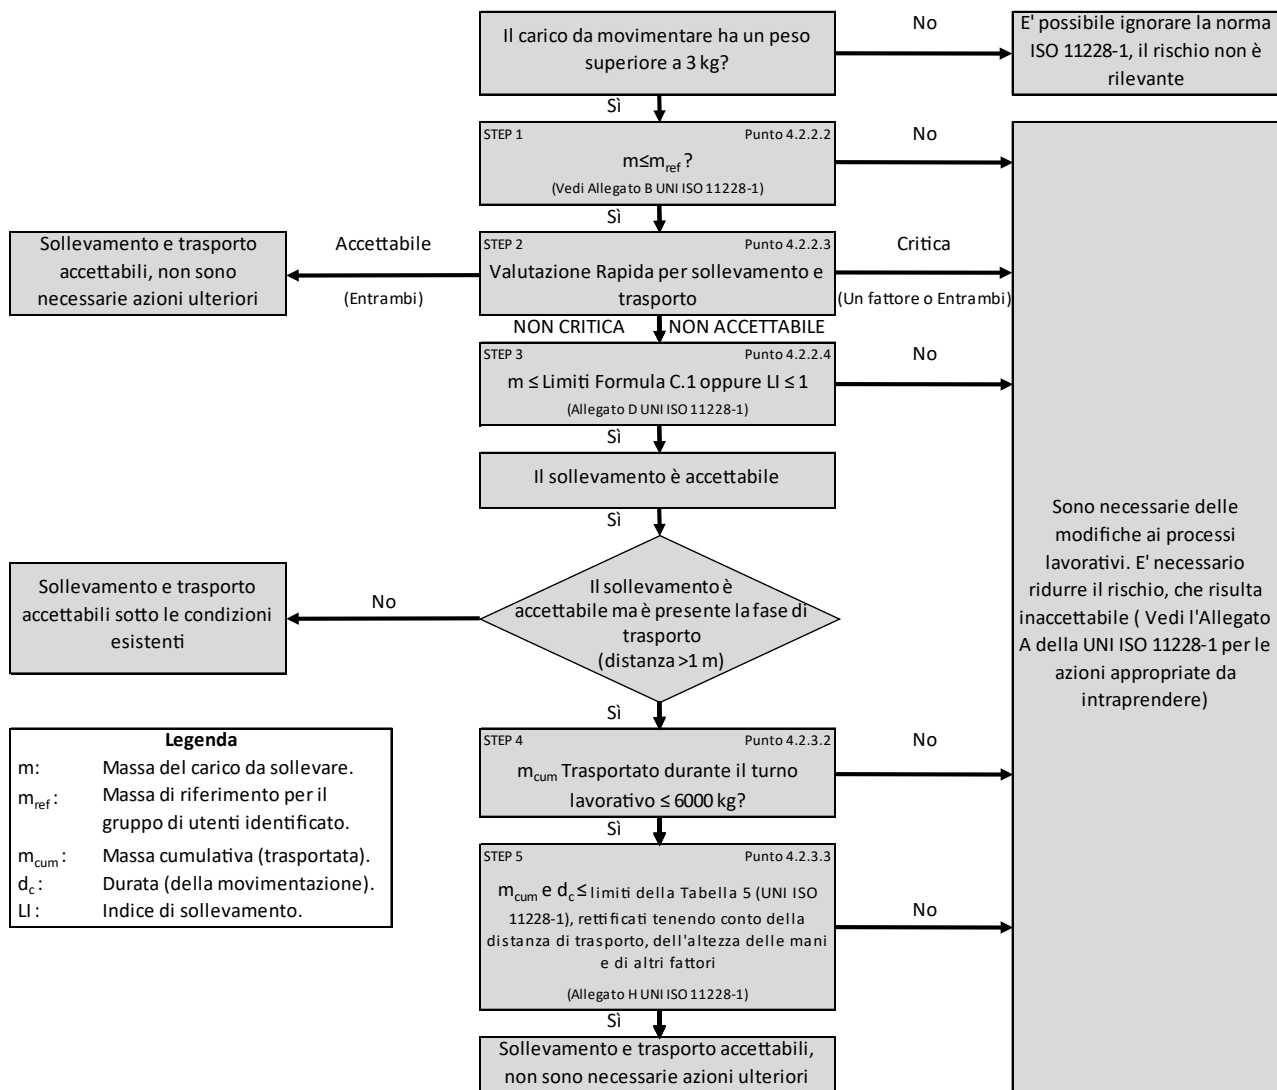 Il carico da movimentare ha un peso
superiore a 3 kg?
No
E' possibile ignorare la norma
ISO 11228-1, il rischio non è
rilevante
Sì
STEP 1 Punto 4.2.2.2
m≤m_ref ?
(Vedi Allegato B UNI ISO 11228-1)
No
Sì
Sollevamento e trasporto
accettabili, non sono
necessarie azioni ulteriori
Accettabile
(Entrambi)
STEP 2 Punto 4.2.2.3
Valutazione Rapida per sollevamento e
trasporto
Critica
(Un fattore o Entrambi)
NON CRITICA NON ACCETTABILE
STEP 3 Punto 4.2.2.4
m ≤ Limiti Formula C.1 oppure LI ≤ 1
(Allegato D UNI ISO 11228-1)
No
Sì
Il sollevamento è accettabile
Sì
Sollevamento e trasporto
accettabili sotto le condizioni
esistenti
No
Il sollevamento è
accettabile ma è presente la fase di
trasporto
(distanza >1 m)
Sono necessarie delle
modifiche ai processi
lavorativi. E' necessario
ridurre il rischio, che risulta
inaccettabile ( Vedi l'Allegato
A della UNI ISO 11228-1 per le
azioni appropriate da
intraprendere)
Sì
STEP 4 Punto 4.2.3.2
m_cum Trasportato durante il turno
lavorativo ≤ 6000 kg?
No
Sì
STEP 5 Punto 4.2.3.3
m_cum e d_c ≤ limiti della Tabella 5 (UNI ISO
11228-1), rettificati tenendo conto della
distanza di trasporto, dell'altezza delle mani
e di altri fattori
(Allegato H UNI ISO 11228-1)
No
Sì
Sollevamento e trasporto accettabili,
non sono necessarie azioni ulteriori
Legenda
m: Massa del carico da sollevare.
m_ref : Massa di riferimento per il
gruppo di utenti identificato.
m_cum : Massa cumulativa (trasportata).
d_c : Durata (della movimentazione).
LI : Indice di sollevamento.